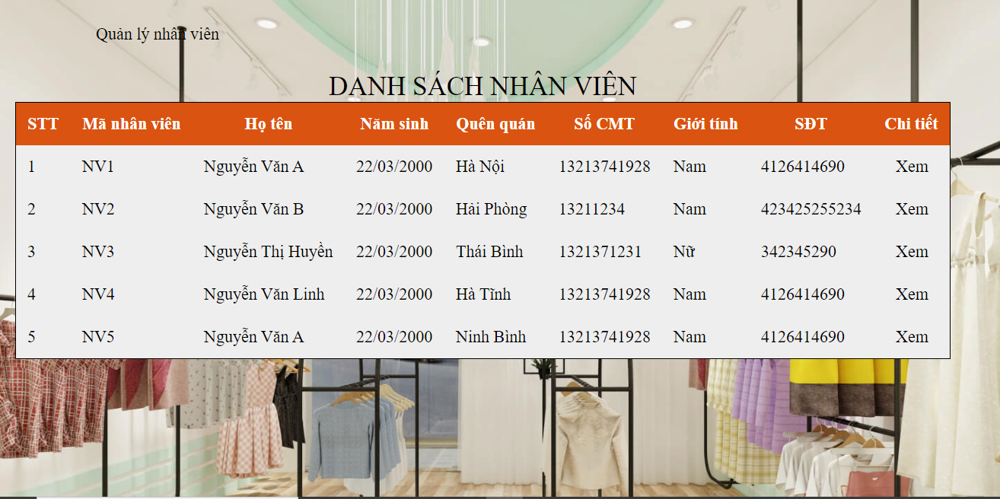 Quản lý nhân viên
DANH SÁCH NHÂN VIÊN
STT Mã nhân viên Họ tên Năm sinh Quên quán Số CMT Giới tính SĐT Chi tiết
1 NV1 Nguyễn Văn A 22/03/2000 Hà Nội 13213741928 Nam 4126414690 Xem
2 NV2 Nguyễn Văn B 22/03/2000 Hải Phòng 13211234 Nam 423425255234 Xem
3 NV3 Nguyễn Thị Huyền 22/03/2000 Thái Bình 1321371231 Nữ 342345290 Xem
4 NV4 Nguyễn Văn Linh 22/03/2000 Hà Tĩnh 13213741928 Nam 4126414690 Xem
5 NV5 Nguyễn Văn A 22/03/2000 Ninh Bình 13213741928 Nam 4126414690 Xem